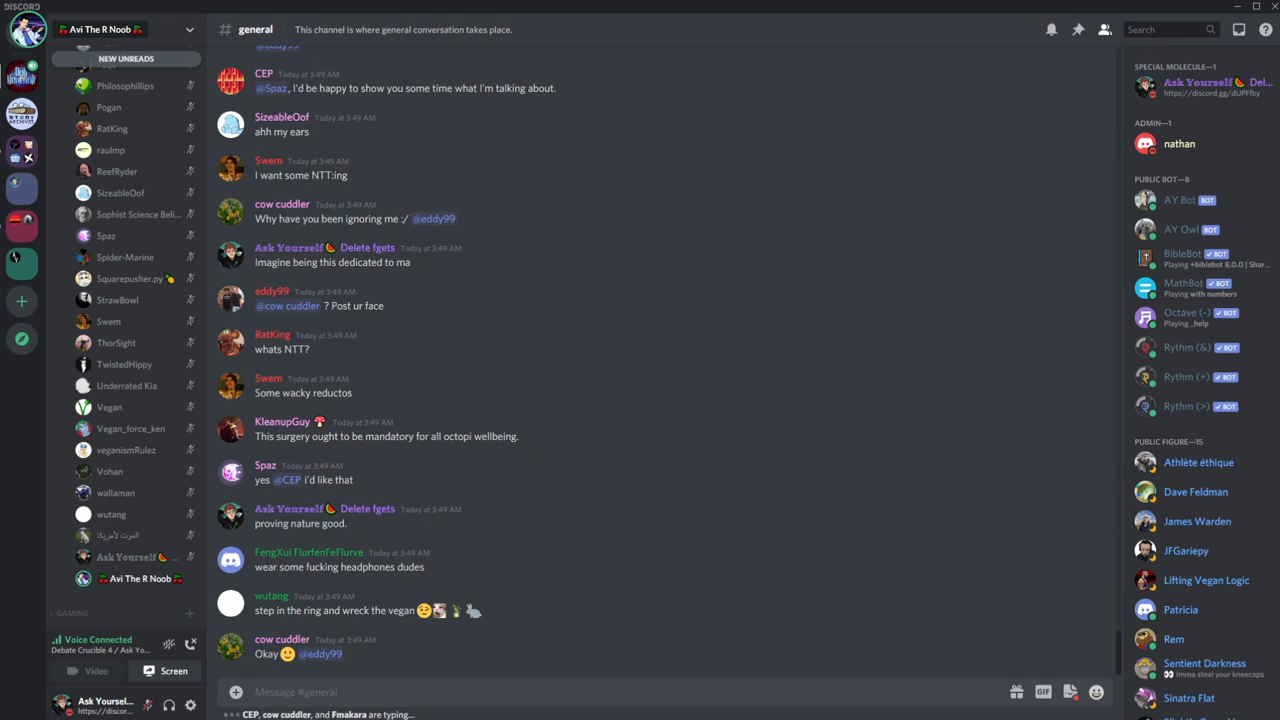 DISCORD
🍒 Avi The R Noob 🍒
# general
This channel is where general conversation takes place.
Search
NEW UNREADS
Philosophillips
Pogan
RatKing
raulmp
ReefRyder
SizeableOof
Sophist Science Beli...
Spaz
Spider-Marine
Squarepusher.py🍋
StrawBowl
Swem
ThorSight
TwistedHippy
Underrated Kia
Vegan
Vegan_force_ken
veganismRulez
Vohan
wallaman
wutang
الموت لأمريكا
Ask Yourself🍉 ...
🍒 Avi The R Noob 🍒
GAMING
Voice Connected
Debate Crucible 4 / Ask Yo...
Video
Screen
Ask Yoursel...
https://discor...
@eddy99
CEP Today at 3:49 AM
@Spaz, I'd be happy to show you some time what I'm talking about.
SizeableOof Today at 3:49 AM
ahh my ears
Swem Today at 3:49 AM
I want some NTT:ing
cow cuddler Today at 3:49 AM
Why have you been ignoring me :/ @eddy99
Ask Yourself🍉 Delete fgets Today at 3:49 AM
Imagine being this dedicated to ma
eddy99 Today at 3:49 AM
@cow cuddler ? Post ur face
RatKing Today at 3:49 AM
whats NTT?
Swem Today at 3:49 AM
Some wacky reductos
KleanupGuy 🍄 Today at 3:49 AM
This surgery ought to be mandatory for all octopi wellbeing.
Spaz Today at 3:49 AM
yes @CEP i'd like that
Ask Yourself🍉 Delete fgets Today at 3:49 AM
proving nature good.
FengXui FlurfenFeFlurve Today at 3:49 AM
wear some fucking headphones dudes
wutang Today at 3:49 AM
step in the ring and wreck the vegan
cow cuddler Today at 3:49 AM
Okay 🙂 @eddy99
Message #general
GIF
CEP, cow cuddler, and Fmakara are typing...
SPECIAL MOLECULE—1
Ask Yourself🍉 Del...
https://discord.gg/dUPFfby
ADMIN—1
nathan
PUBLIC BOT—8
AY Bot ✓ BOT
AY Owl ✓ BOT
BibleBot ✓ BOT
Playing +biblebot 8.0.0 | Shar...
MathBot ✓ BOT
Playing with numbers
Octave (-) ✓ BOT
Playing _help
Rythm (&) ✓ BOT
Rythm (+) ✓ BOT
Rythm (>) ✓ BOT
PUBLIC FIGURE—15
Athlète éthique
Dave Feldman
James Warden
JFGariepy
Lifting Vegan Logic
Patricia
Rem
Sentient Darkness
👀 Imma steal your kneecaps
Sinatra Flat